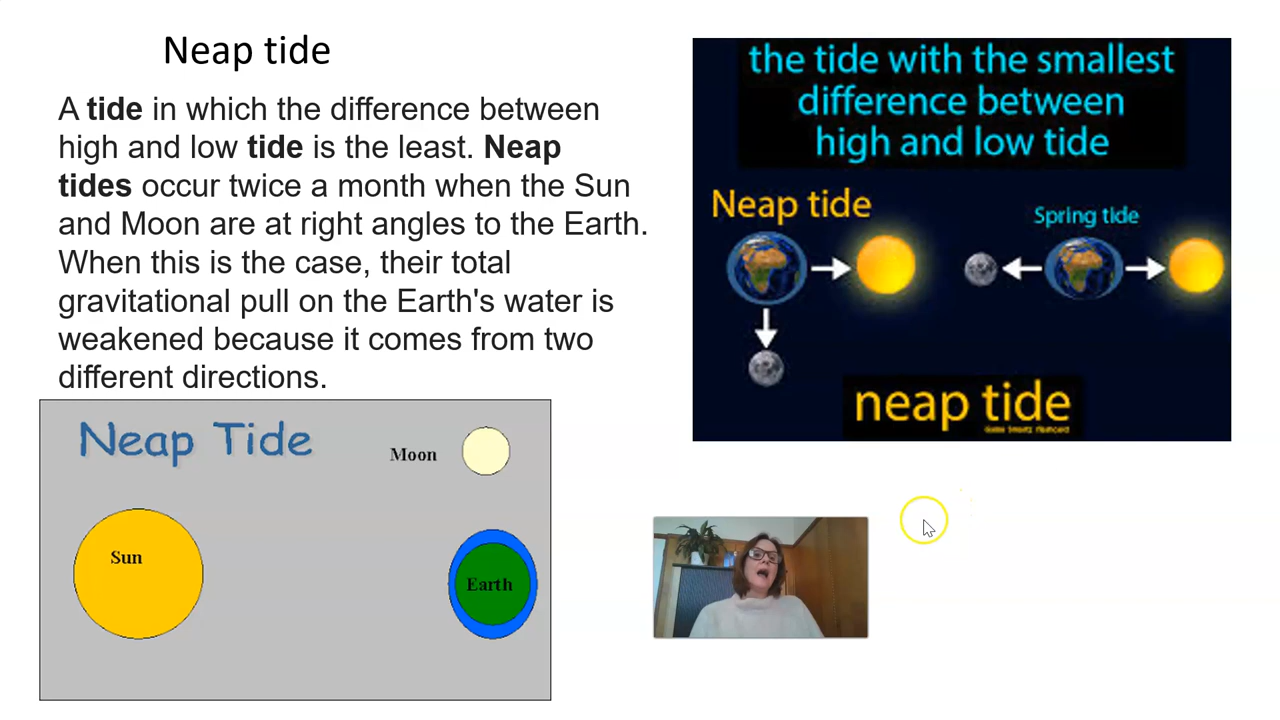 Neap tide
A tide in which the difference between
high and low tide is the least. Neap
tides occur twice a month when the Sun
and Moon are at right angles to the Earth.
When this is the case, their total
gravitational pull on the Earth's water is
weakened because it comes from two
different directions.
the tide with the smallest
difference between
high and low tide
Neap tide
Spring tide
neap tide
Neap Tide
Moon
Sun
Earth